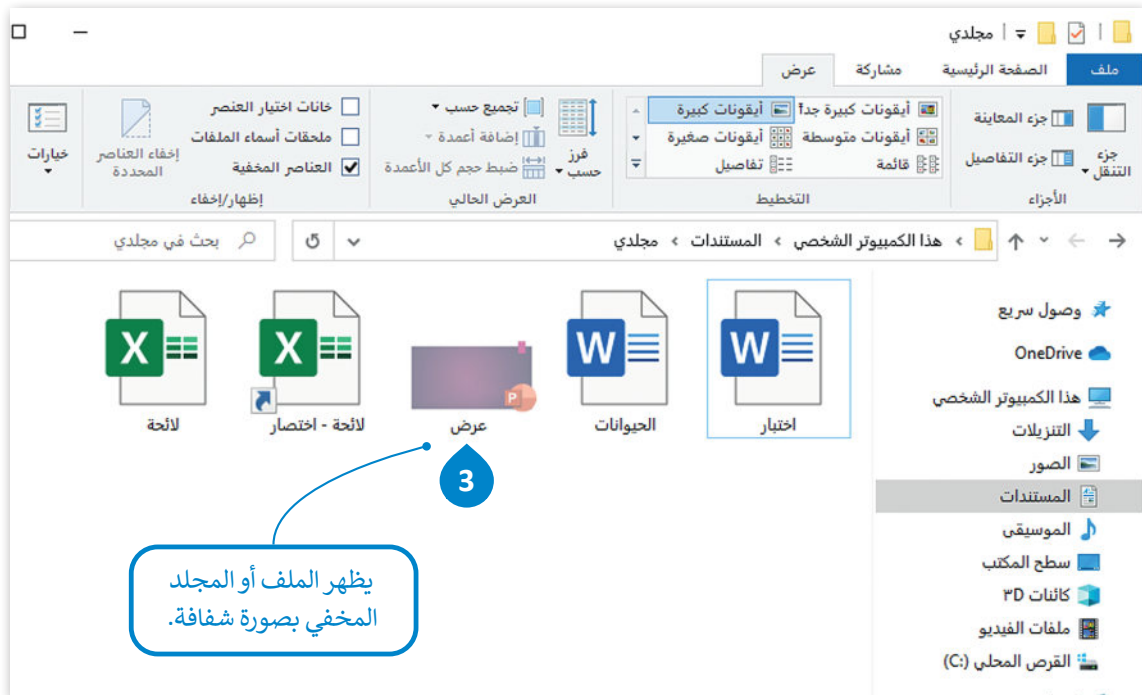 مجلدي
ملف
الصفحة الرئيسية
مشاركة
عرض
جزء التنقل
جزء المعاينة
جزء التفاصيل
الأجزاء
أيقونات كبيرة جداً
أيقونات كبيرة
أيقونات متوسطة
أيقونات صغيرة
قائمة
تفاصيل
التخطيط
فرز حسب
تجميع حسب
إضافة أعمدة
ضبط حجم كل الأعمدة
العرض الحالي
خانات اختيار العنصر
ملحقات أسماء الملفات
العناصر المخفية
إخفاء العناصر المحددة
إظهار/إخفاء
خيارات
هذا الكمبيوتر الشخصي › المستندات › مجلدي
بحث في مجلدي
وصول سريع
OneDrive
هذا الكمبيوتر الشخصي
التنزيلات
الصور
المستندات
الموسيقى
سطح المكتب
كائنات ٣D
ملفات الفيديو
القرص المحلي (C:)
W
W
P
X
X
اختبار
الحيوانات
عرض
لائحة - اختصار
لائحة
3
يظهر الملف أو المجلد
المخفي بصورة شفافة.